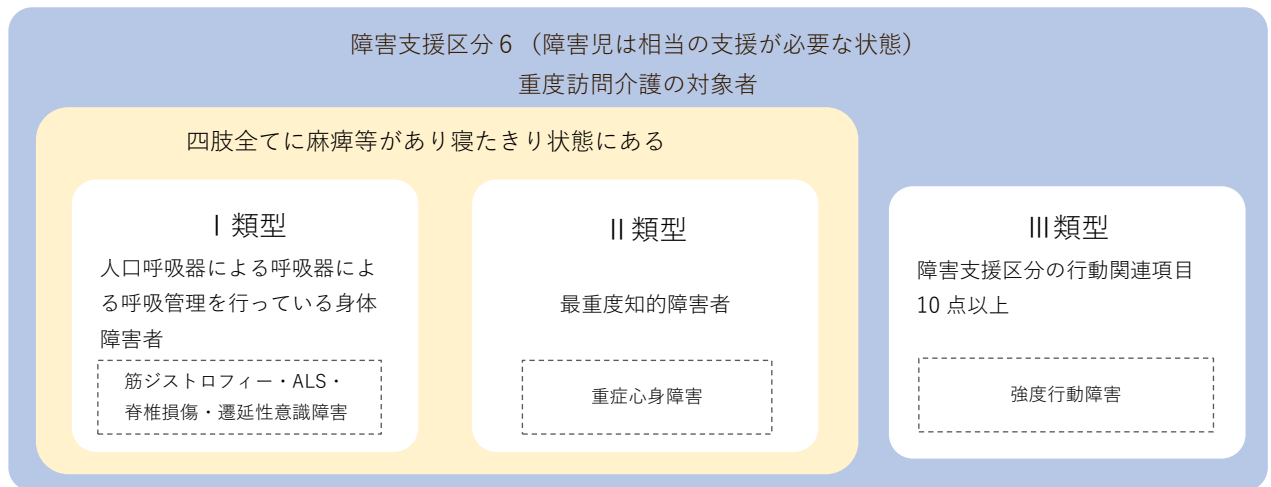 障害支援区分6（障害児は相当の支援が必要な状態）
重度訪問介護の対象者
四肢全てに麻痺等があり寝たきり状態にある
Ⅰ類型
人口呼吸器による呼吸器によ
る呼吸管理を行っている身体
障害者
筋ジストロフィー・ALS・
脊椎損傷・遷延性意識障害
Ⅱ類型
最重度知的障害者
重症心身障害
Ⅲ類型
障害支援区分の行動関連項目
10 点以上
強度行動障害